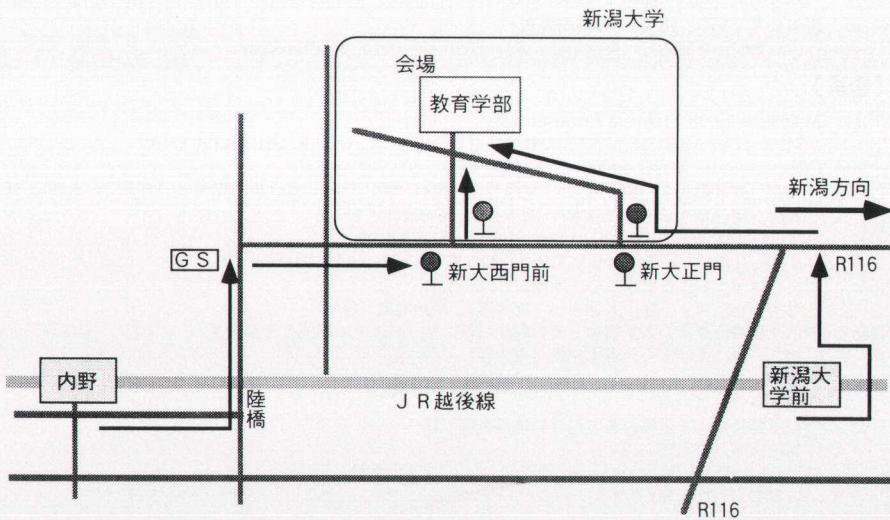 新潟大学
会場
教育学部
新潟方向
R116
GS
新大西門前
新大正門
内野
陸橋
JR越後線
新潟大
学前
R116